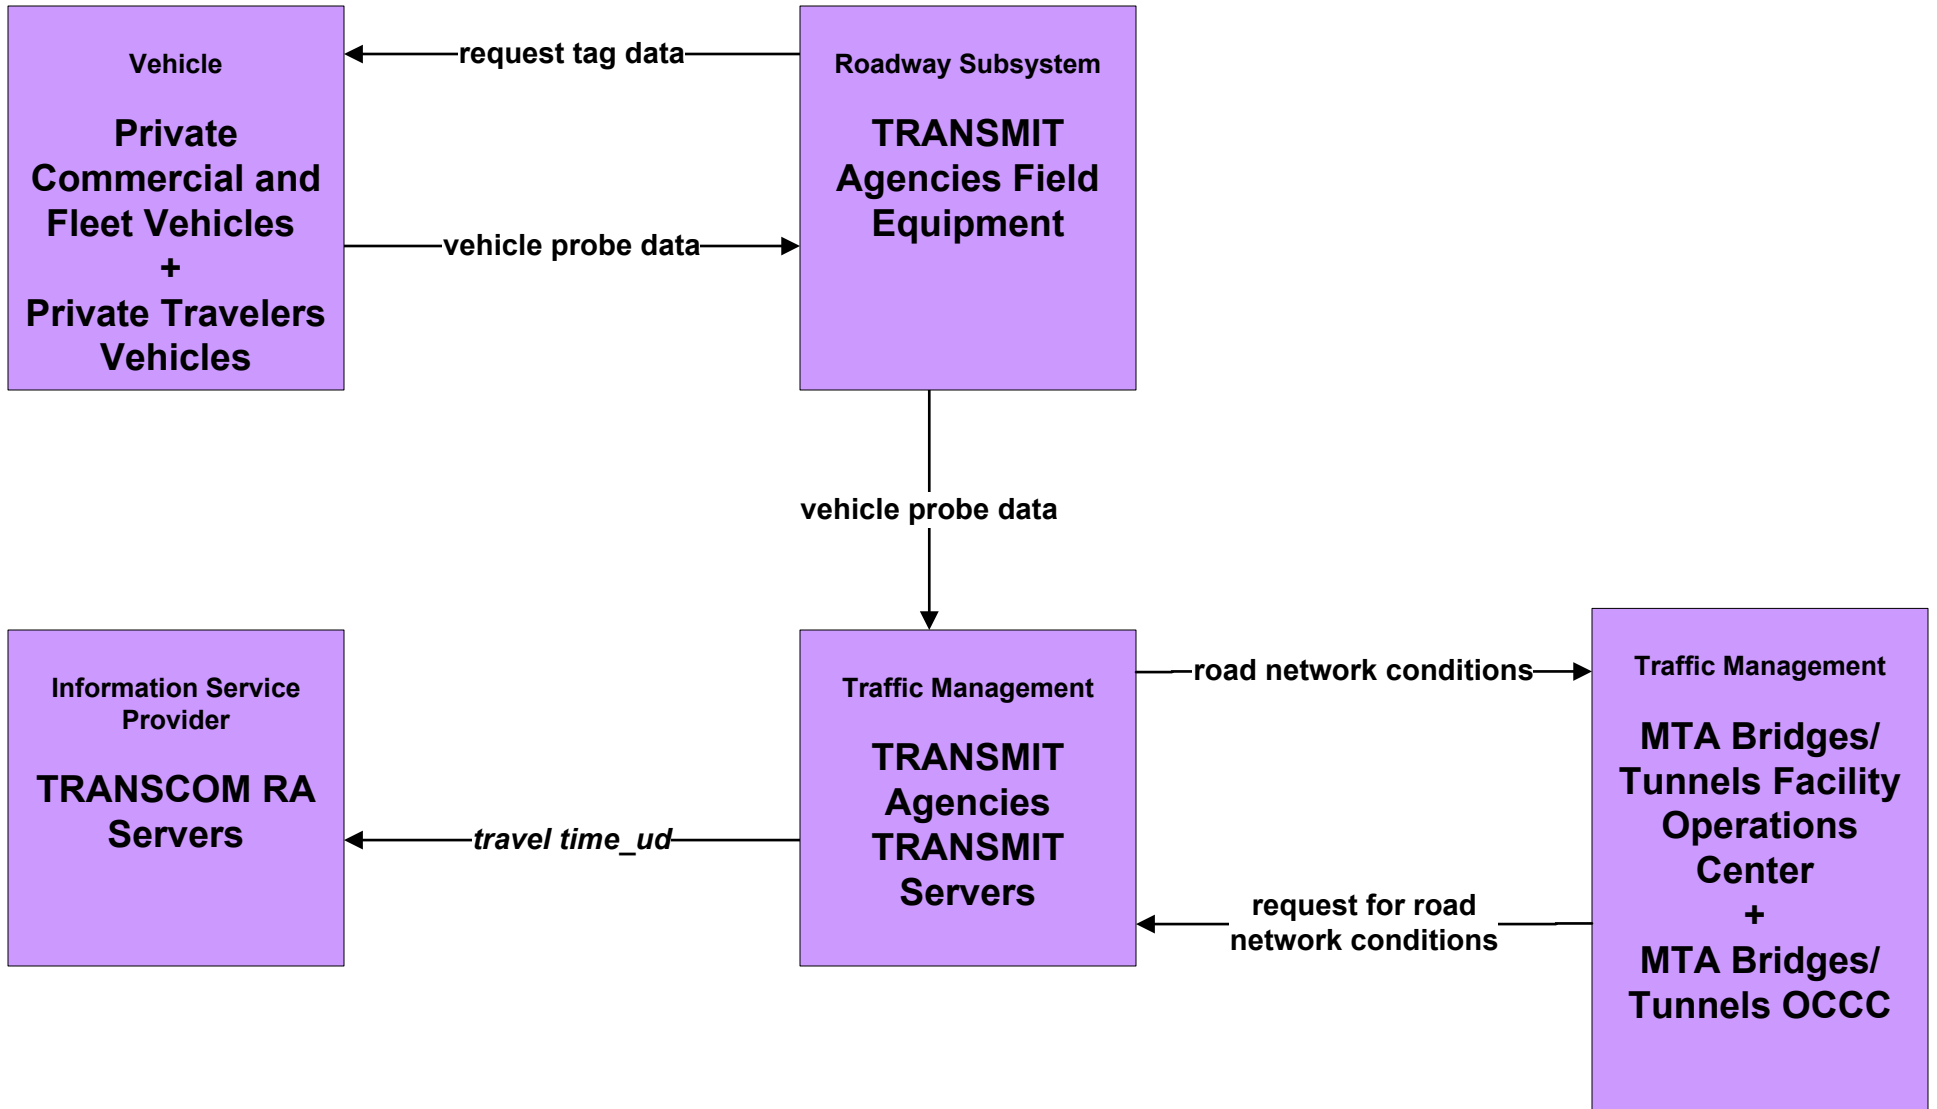 Vehicle
Private
Commercial and
Fleet Vehicles
+
Private Travelers
Vehicles
request tag data
vehicle probe data
Roadway Subsystem
TRANSMIT
Agencies Field
Equipment
vehicle probe data
Information Service
Provider
TRANSCOM RA
Servers
travel time_ud
Traffic Management
TRANSMIT
Agencies
TRANSMIT
Servers
road network conditions
request for road
network conditions
Traffic Management
MTA Bridges/
Tunnels Facility
Operations
Center
+
MTA Bridges/
Tunnels OCCC